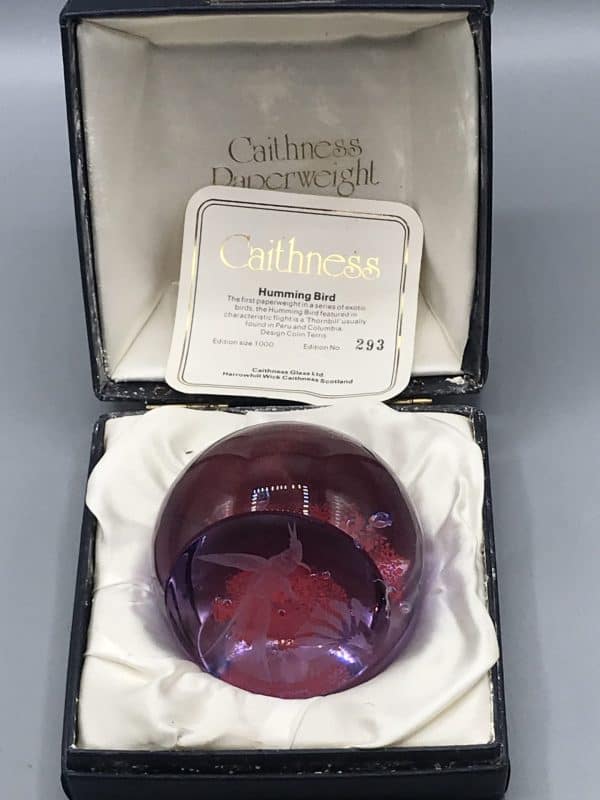 Caithness
Paperweight
Caithness
Humming Bird
The first paperweight in a series of exotic
birds, the Humming Bird featured in
characteristic flight is a 'Thornbill' usually
found in Peru and Columbia.
Design Colin Terris
Edition size 1000 Edition No. 293
Caithness Glass Ltd.
Harrowhill Wick Caithness Scotland